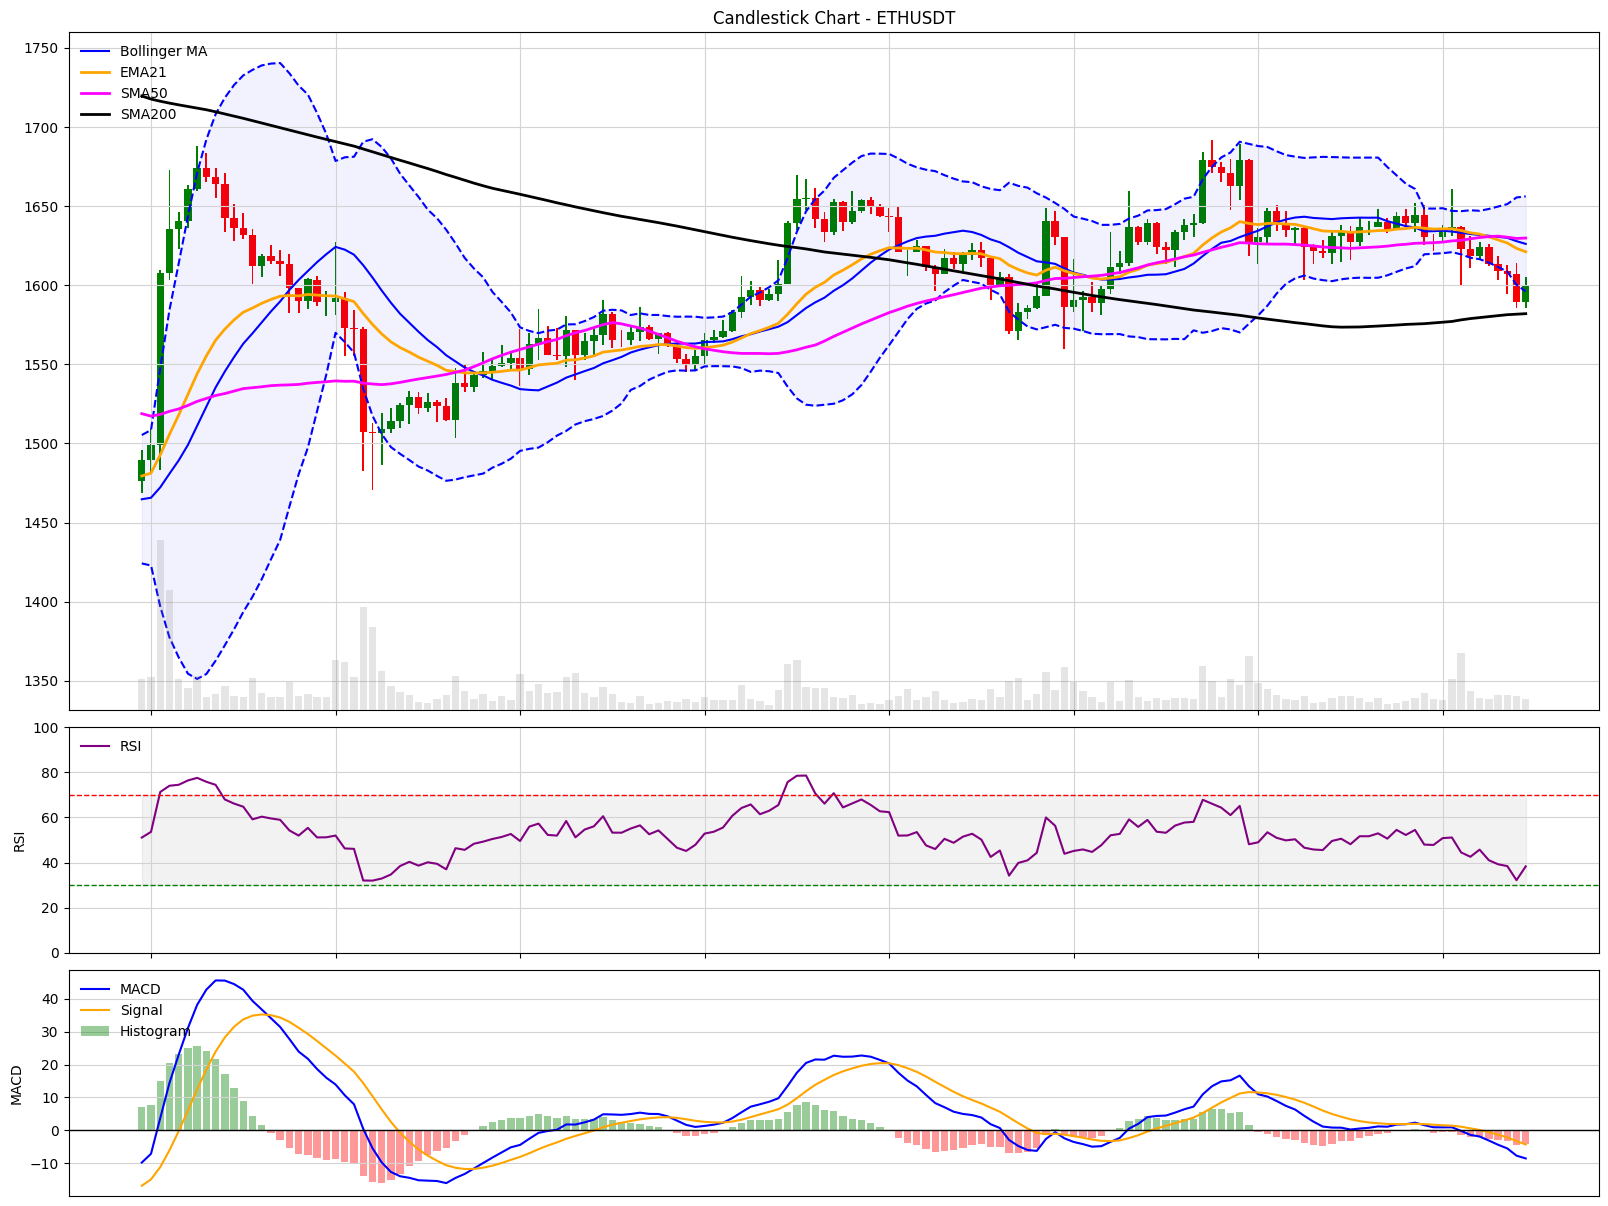 Candlestick Chart - ETHUSDT
Bollinger MA
EMA21
SMA50
SMA200
1750
1700
1650
1600
1550
1500
1450
1400
1350
RSI
RSI
100
80
60
40
20
0
MACD
Signal
Histogram
MACD
40
30
20
10
0
−10